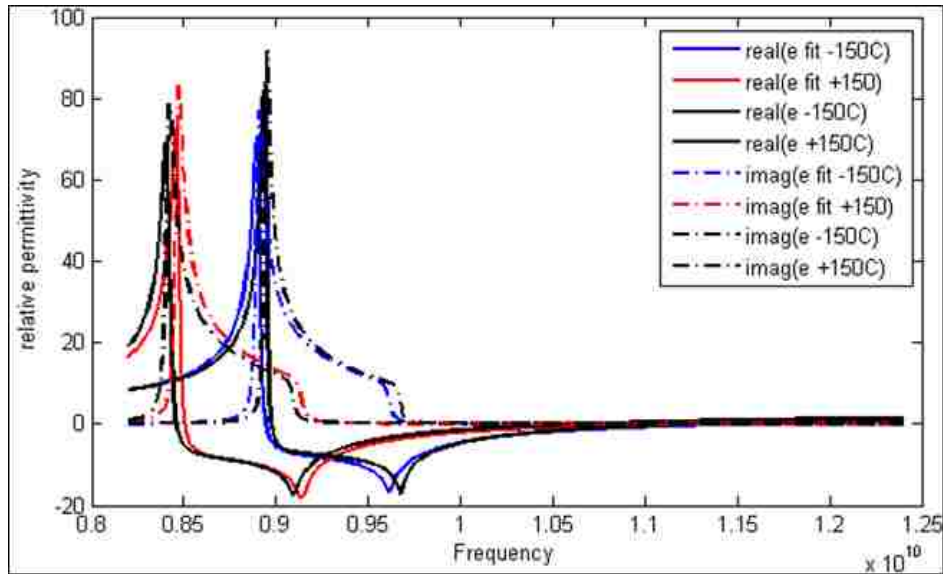 100
80
60
40
20
0
-20
relative permittivity
real(e fit -150C)
real(e fit +150)
real(e -150C)
real(e +150C)
imag(e fit -150C)
imag(e fit +150)
imag(e -150C)
imag(e +150C)
0.8 0.85 0.9 0.95 1 1.05 1.1 1.15 1.2 1.25
Frequency
x 10^10